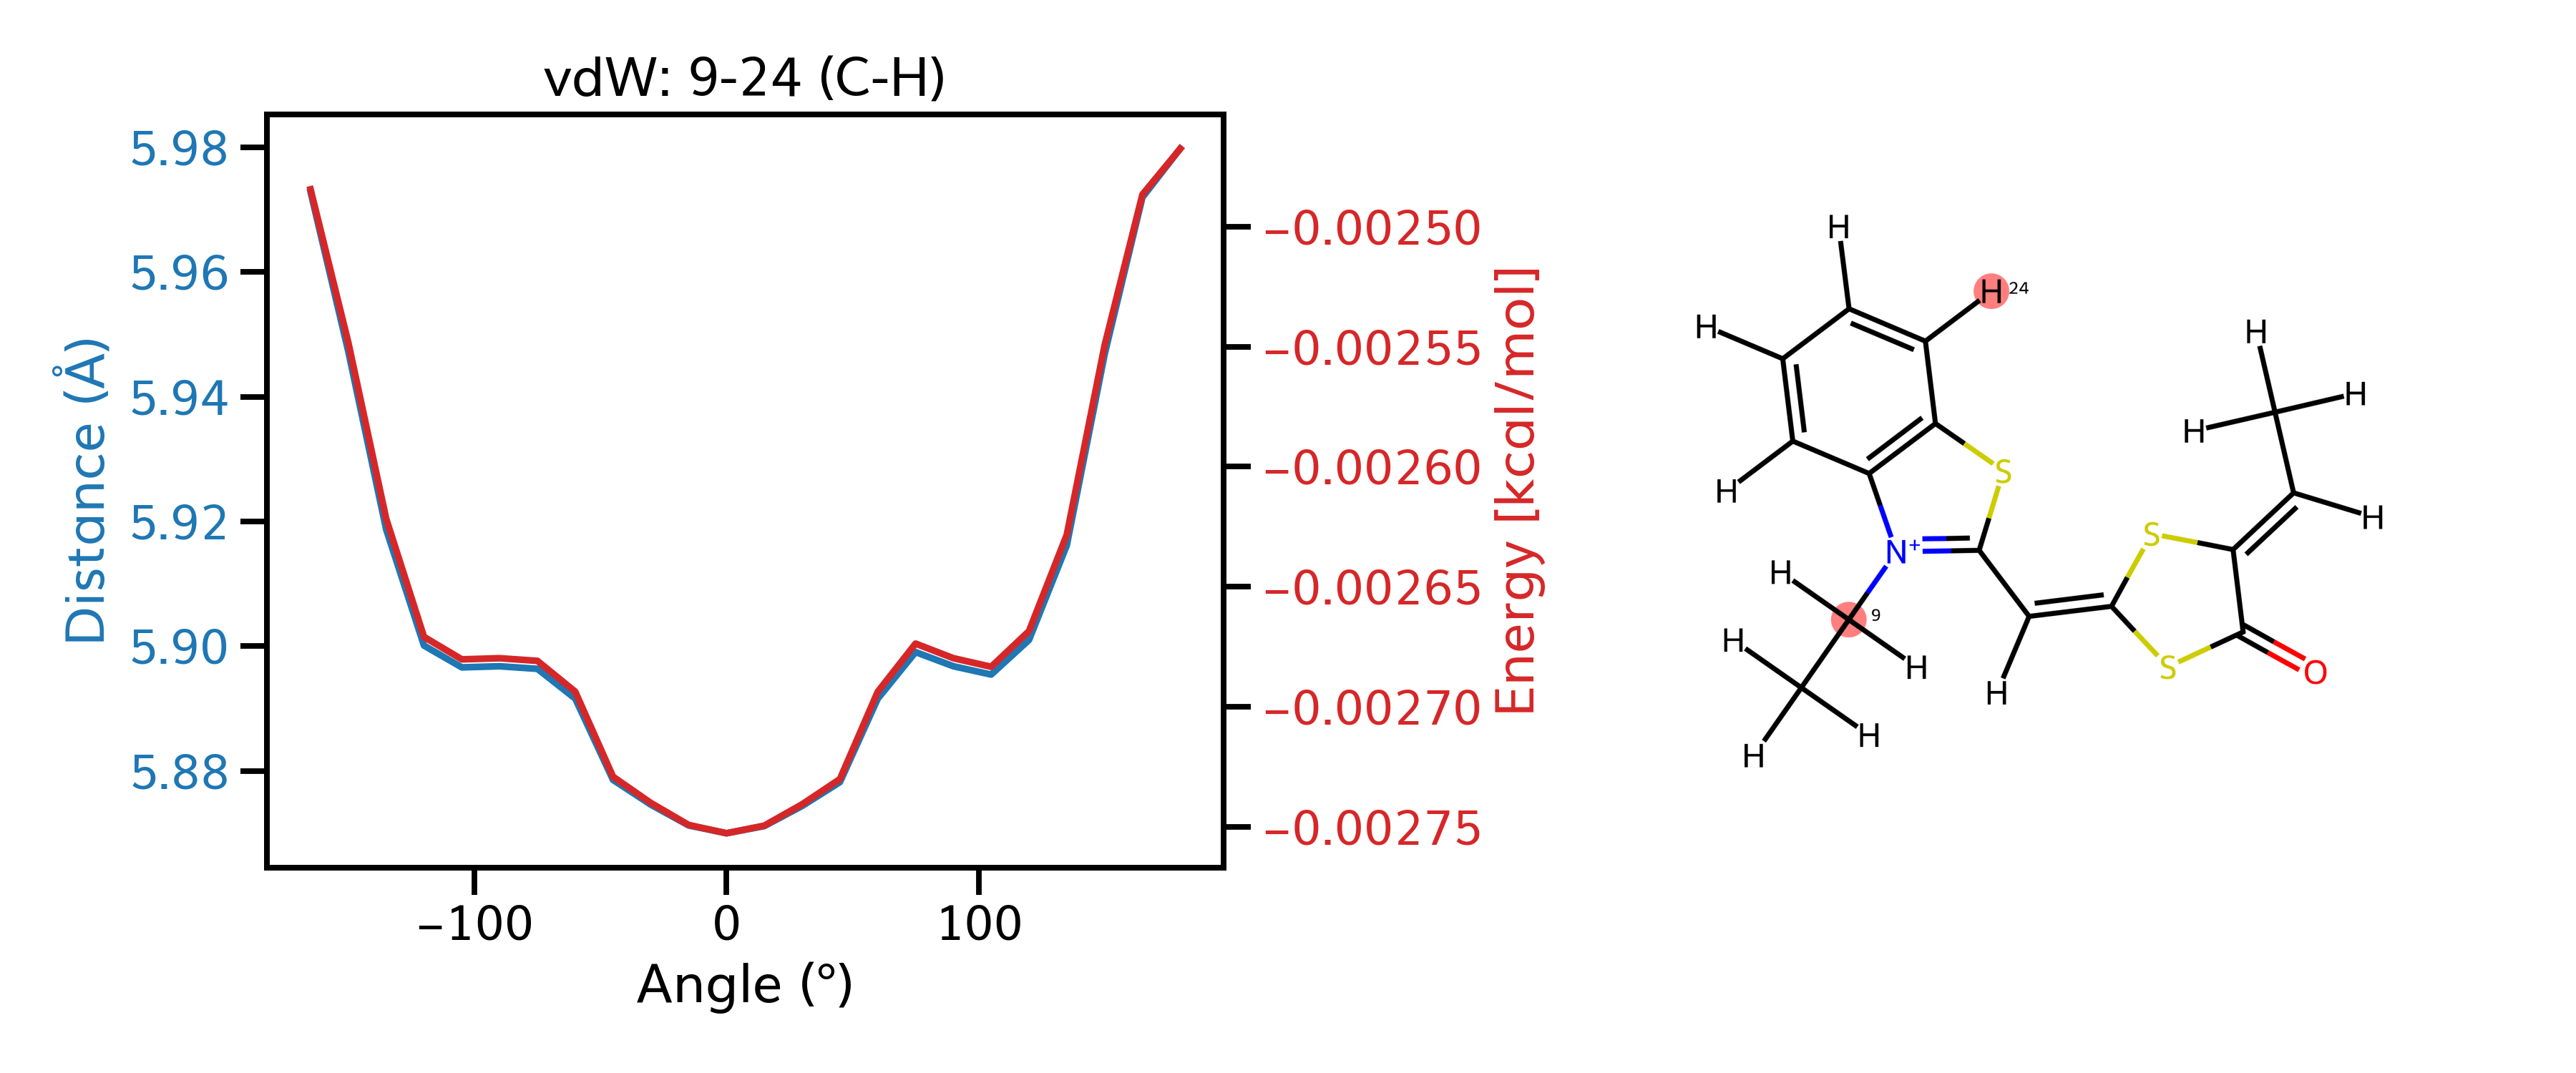 vdW: 9-24 (C-H)
5.98
5.96
5.94
5.92
5.90
5.88
Distance (Å)
−0.00250
−0.00255
−0.00260
−0.00265
−0.00270
−0.00275
Energy [kcal/mol]
−100 0 100
Angle (°)
H
H 24
H
H
H
H
H
S
H
S
N+
H
9
H
H
S
O
H
H
H